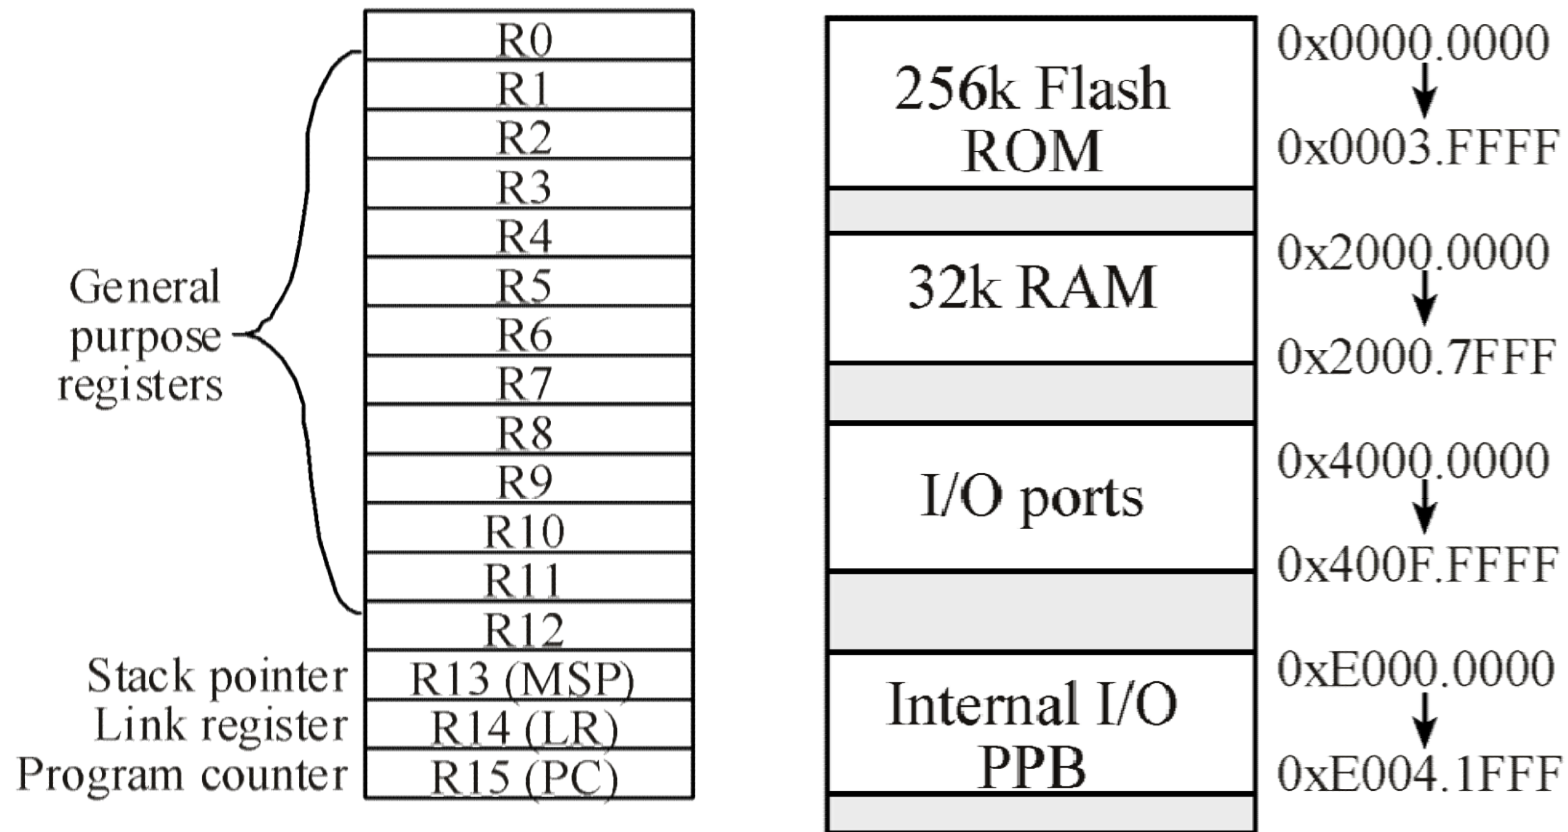 General
purpose
registers
R0
R1
R2
R3
R4
R5
R6
R7
R8
R9
R10
R11
R12
Stack pointer R13 (MSP)
Link register R14 (LR)
Program counter R15 (PC)
256k Flash
ROM
0x0000.0000
0x0003.FFFF
32k RAM
0x2000.0000
0x2000.7FFF
I/O ports
0x4000.0000
0x400F.FFFF
Internal I/O
PPB
0xE000.0000
0xE004.1FFF